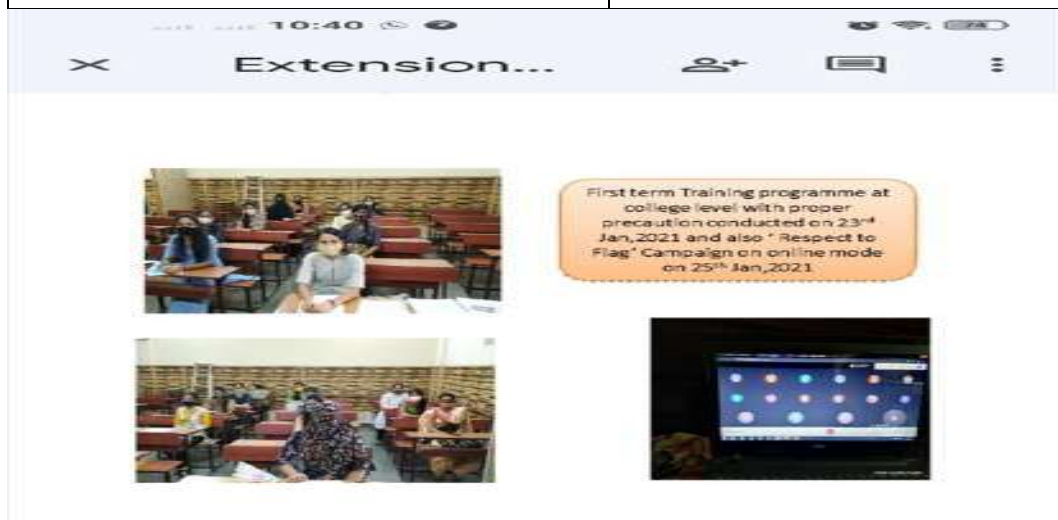 10:40
74
Extension...
First term Training programme at
college level with proper
precaution conducted on 23rd
Jan,2021 and also ' Respect to
Flag' Campaign on online mode
on 25th Jan,2021